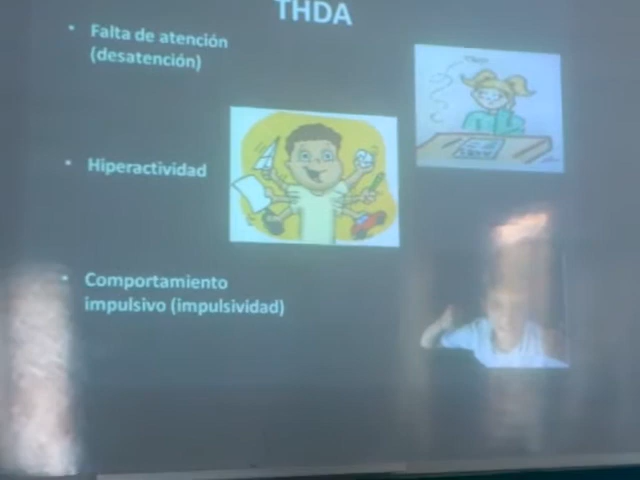 THDA
• Falta de atención
(desatención)
• Hiperactividad
• Comportamiento
impulsivo (impulsividad)